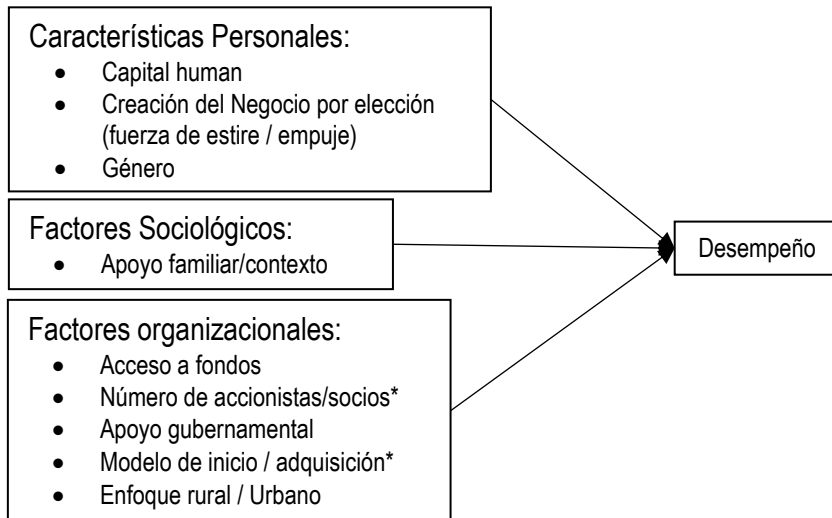 Características Personales:
• Capital human
• Creación del Negocio por elección
(fuerza de estire / empuje)
• Género
Factores Sociológicos:
• Apoyo familiar/contexto
Factores organizacionales:
• Acceso a fondos
• Número de accionistas/socios*
• Apoyo gubernamental
• Modelo de inicio / adquisición*
• Enfoque rural / Urbano
Desempeño